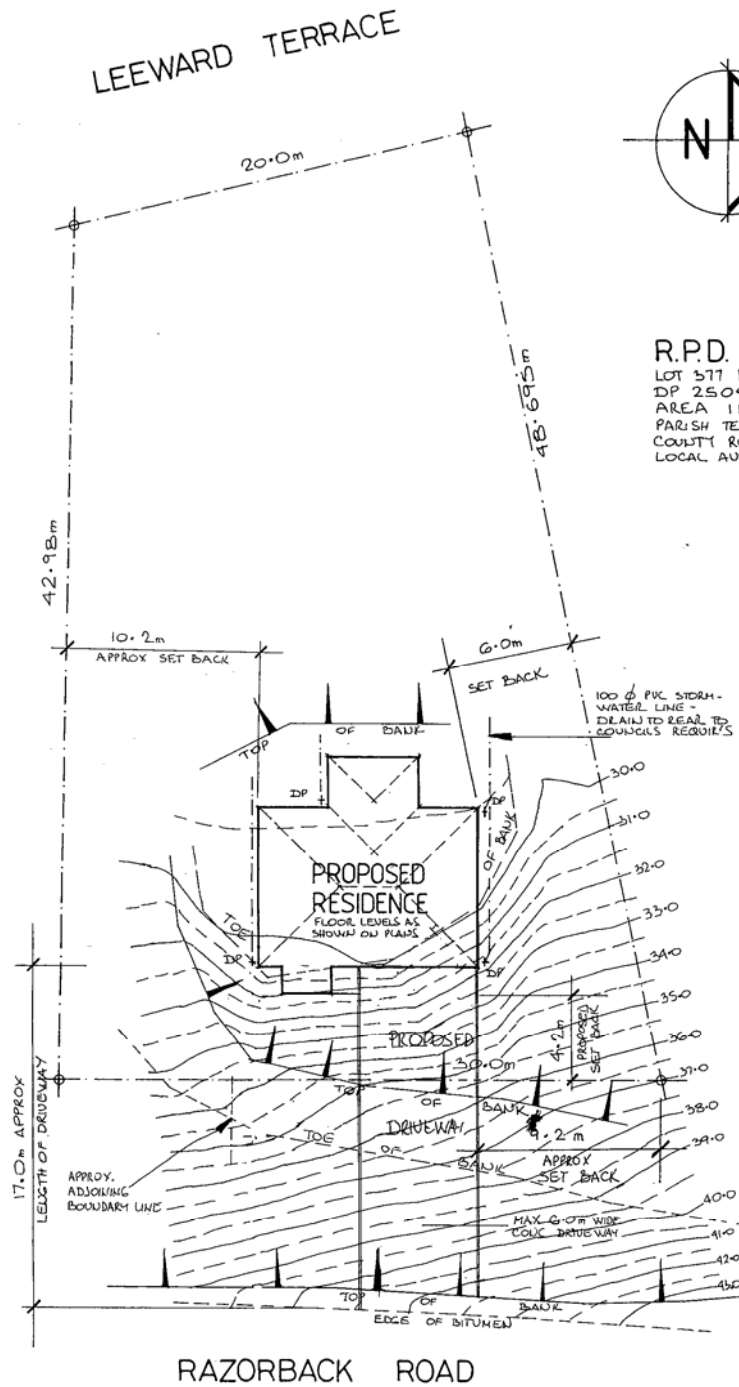 LEEWARD TERRACE
20.0m
N
48.695m
R.P.D.
LOT 377
DP 250
AREA 1
PARISH TE
COUNTY R
LOCAL AU
42.98m
10.2m
APPROX SET BACK
6.0m
SET BACK
100 ϕ PVC STORM-
WATER LINE -
DRAIN TO REAR TO
COUNCILS REQUIR'S
TOP OF BANK
DP
DP
OF BANK
30.0
31.0
32.0
33.0
34.0
35.0
36.0
37.0
38.0
39.0
40.0
41.0
42.0
43.0
PROPOSED
RESIDENCE
FLOOR LEVELS AS
SHOWN ON PLANS
TOE
DP
DP
PROPOSED
DRIVEWAY
30.0m
4.2m
PROPOSED
SET BACK
TOP OF BANK
9.2m
APPROX
SET BACK
TOE OF BANK
17.0m APPROX
LENGTH OF DRIVEWAY
APPROX.
ADJOINING
BOUNDARY LINE
MAX 6.0m WIDE
CONC DRIVEWAY
TOP OF BANK
EDGE OF BITUMEN
RAZORBACK ROAD